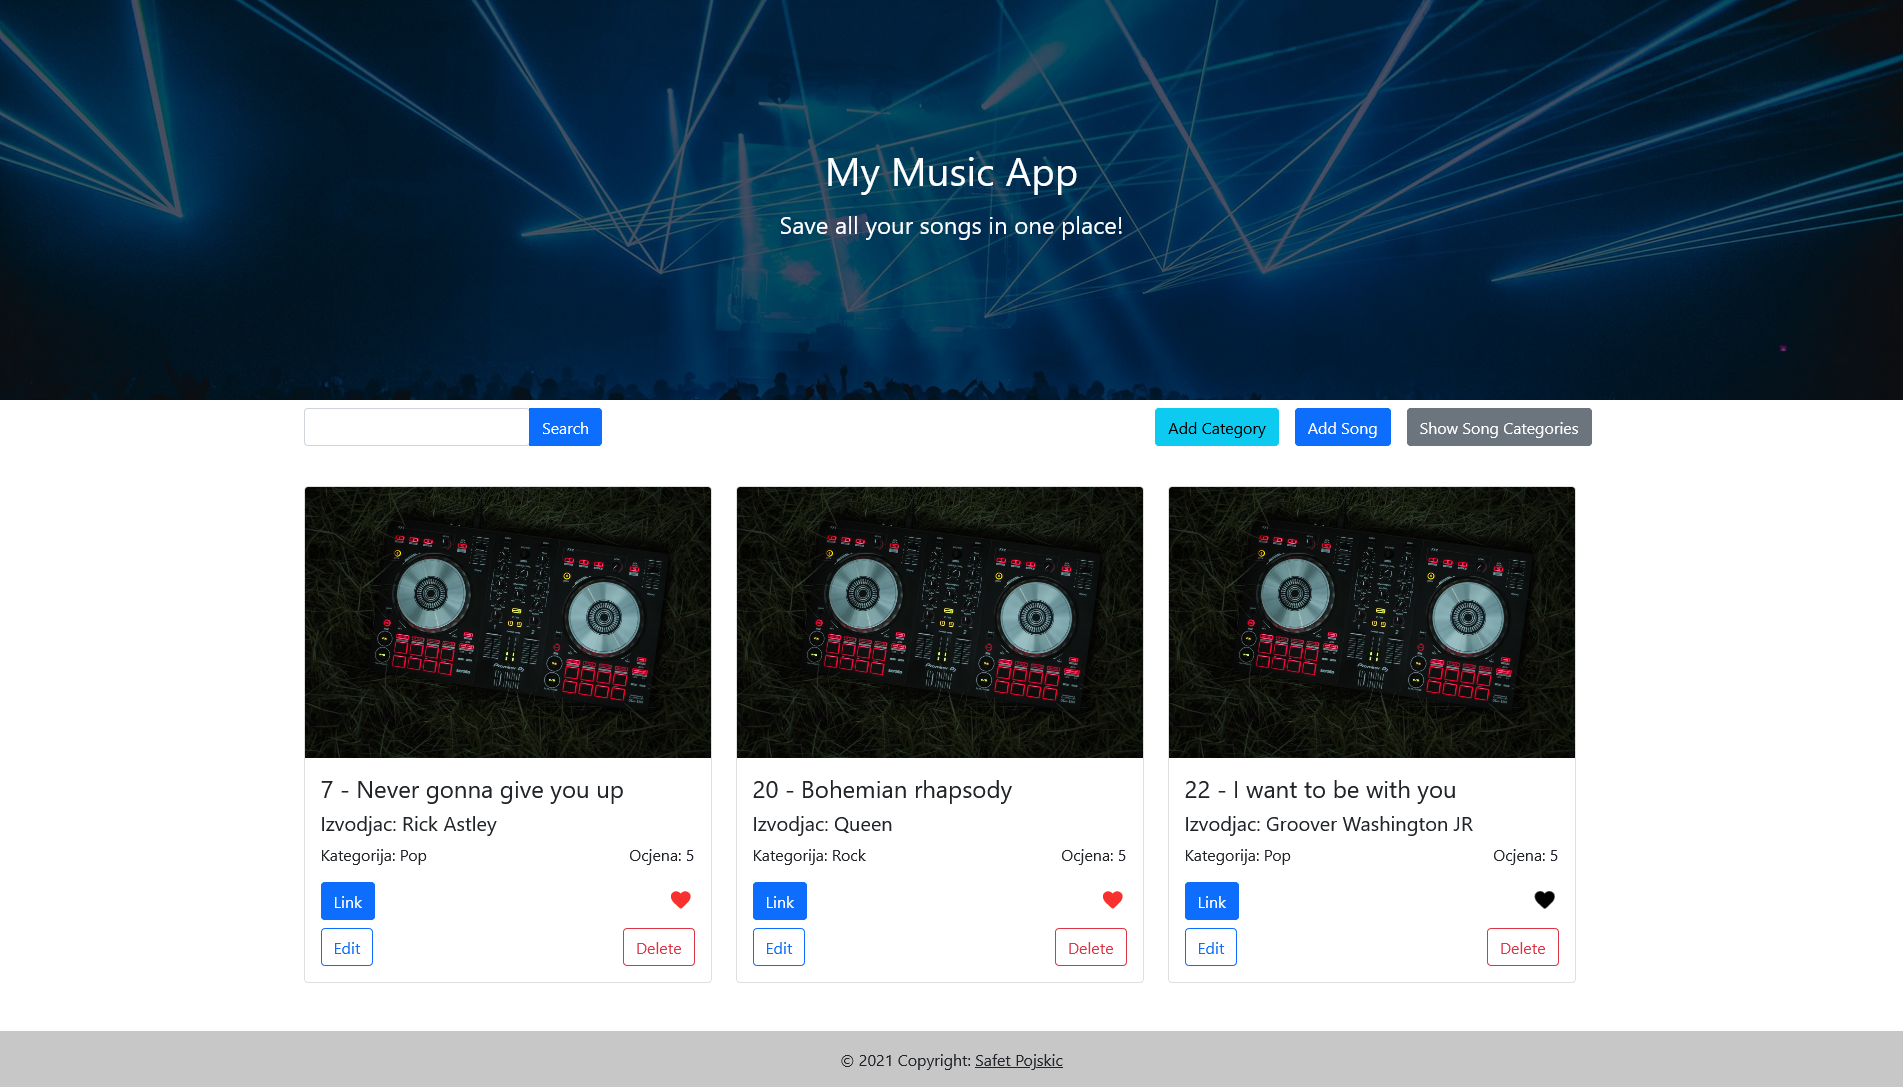 My Music App
Save all your songs in one place!
Search
Add Category
Add Song
Show Song Categories
7 - Never gonna give you up
Izvodjac: Rick Astley
Kategorija: Pop
Ocjena: 5
Link
Edit
Delete
20 - Bohemian rhapsody
Izvodjac: Queen
Kategorija: Rock
Ocjena: 5
Link
Edit
Delete
22 - I want to be with you
Izvodjac: Groover Washington JR
Kategorija: Pop
Ocjena: 5
Link
Edit
Delete
© 2021 Copyright: Safet Pojskic